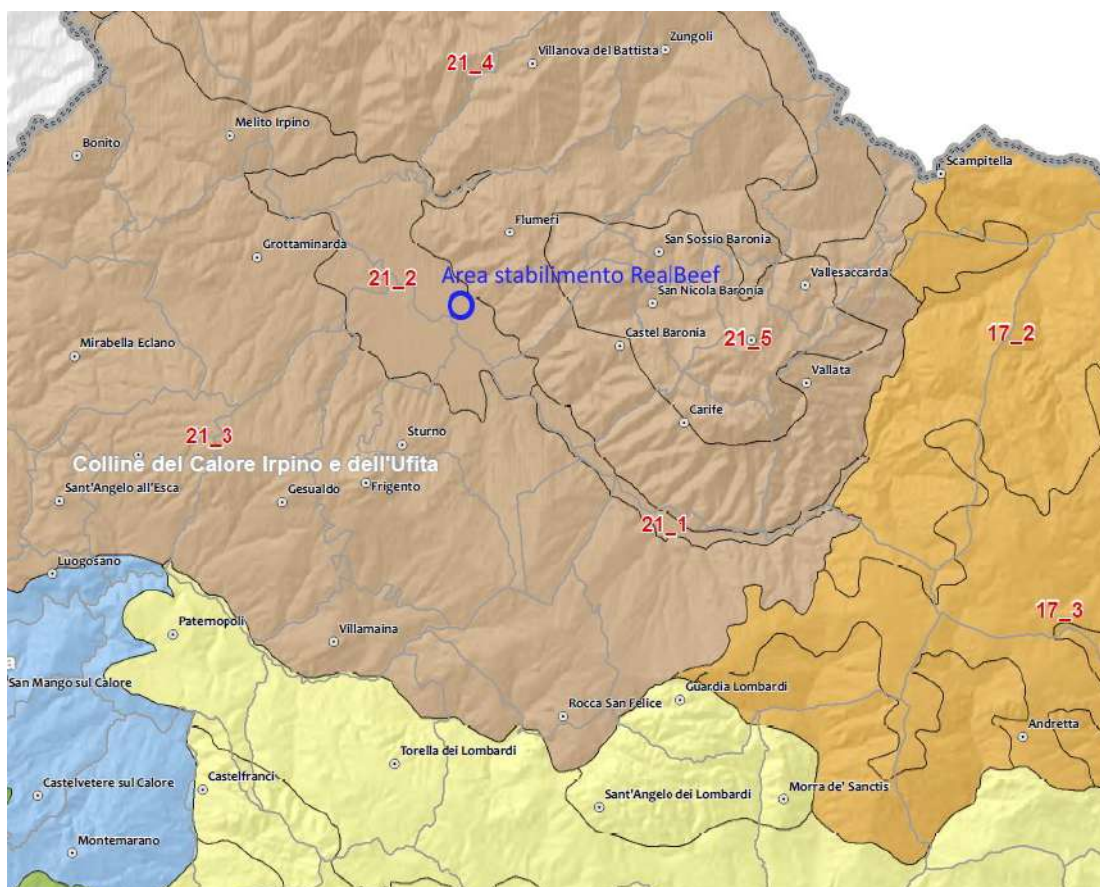 Zungoli
Villanova del Battista
21_4
Melito Irpino
Bonito
Scampitella
Flumeri
San Sossio Baronia
Grottaminarda
Area stabilimento RealBeef
21_2
Vallesaccarda
San Nicola Baronia
17_2
21_5
Castel Baronia
Mirabella Eclano
Vallata
Carife
21_3
Sturno
Colline del Calore Irpino e dell'Ufita
Sant'Angelo all'Esca
Gesualdo
Frigento
21_1
Luogosano
17_3
Paternopoli
Villamaina
a
San Mango sul Calore
Guardia Lombardi
Rocca San Felice
Andretta
Torella dei Lombardi
Castelvetere sul Calore
Castelfranci
Sant'Angelo dei Lombardi
Morra de' Sanctis
Montemarano